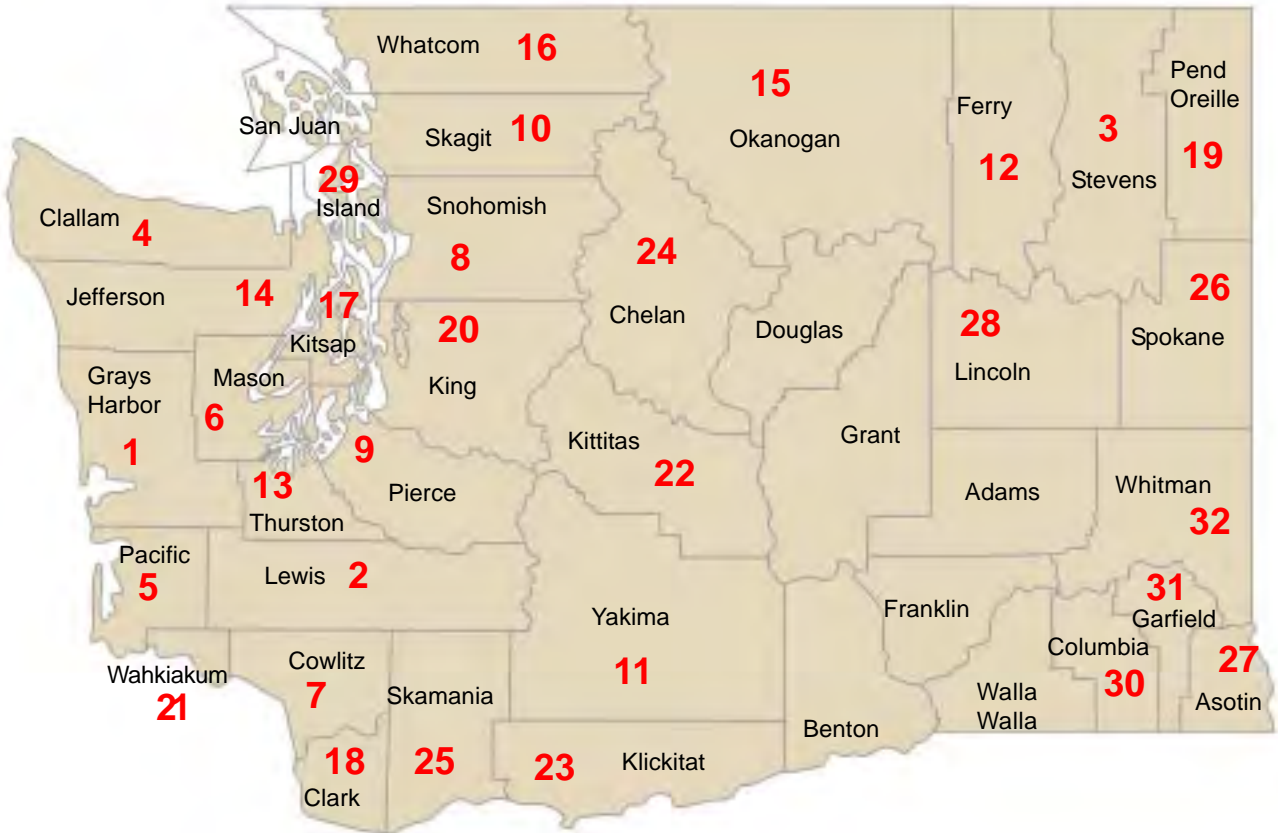 Whatcom 16
15
Pend
Oreille
Ferry
San Juan
Skagit 10
Okanogan
3
19
12
29
Island
Stevens
Clallam 4
Snohomish
8
24
Jefferson 14
17
Kitsap
20
Chelan
Douglas
28
26
Spokane
Grays
Harbor
Mason
King
Lincoln
6
1
9
Kittitas
22
Grant
13
Thurston
Pierce
Adams
Whitman
32
Pacific
5
Lewis 2
31
Garfield
Yakima
Franklin
Wahkiakum
21
Cowlitz
7
Skamania
11
Columbia
30
27
Asotin
Walla
Walla
Benton
18
Clark
25
23 Klickitat